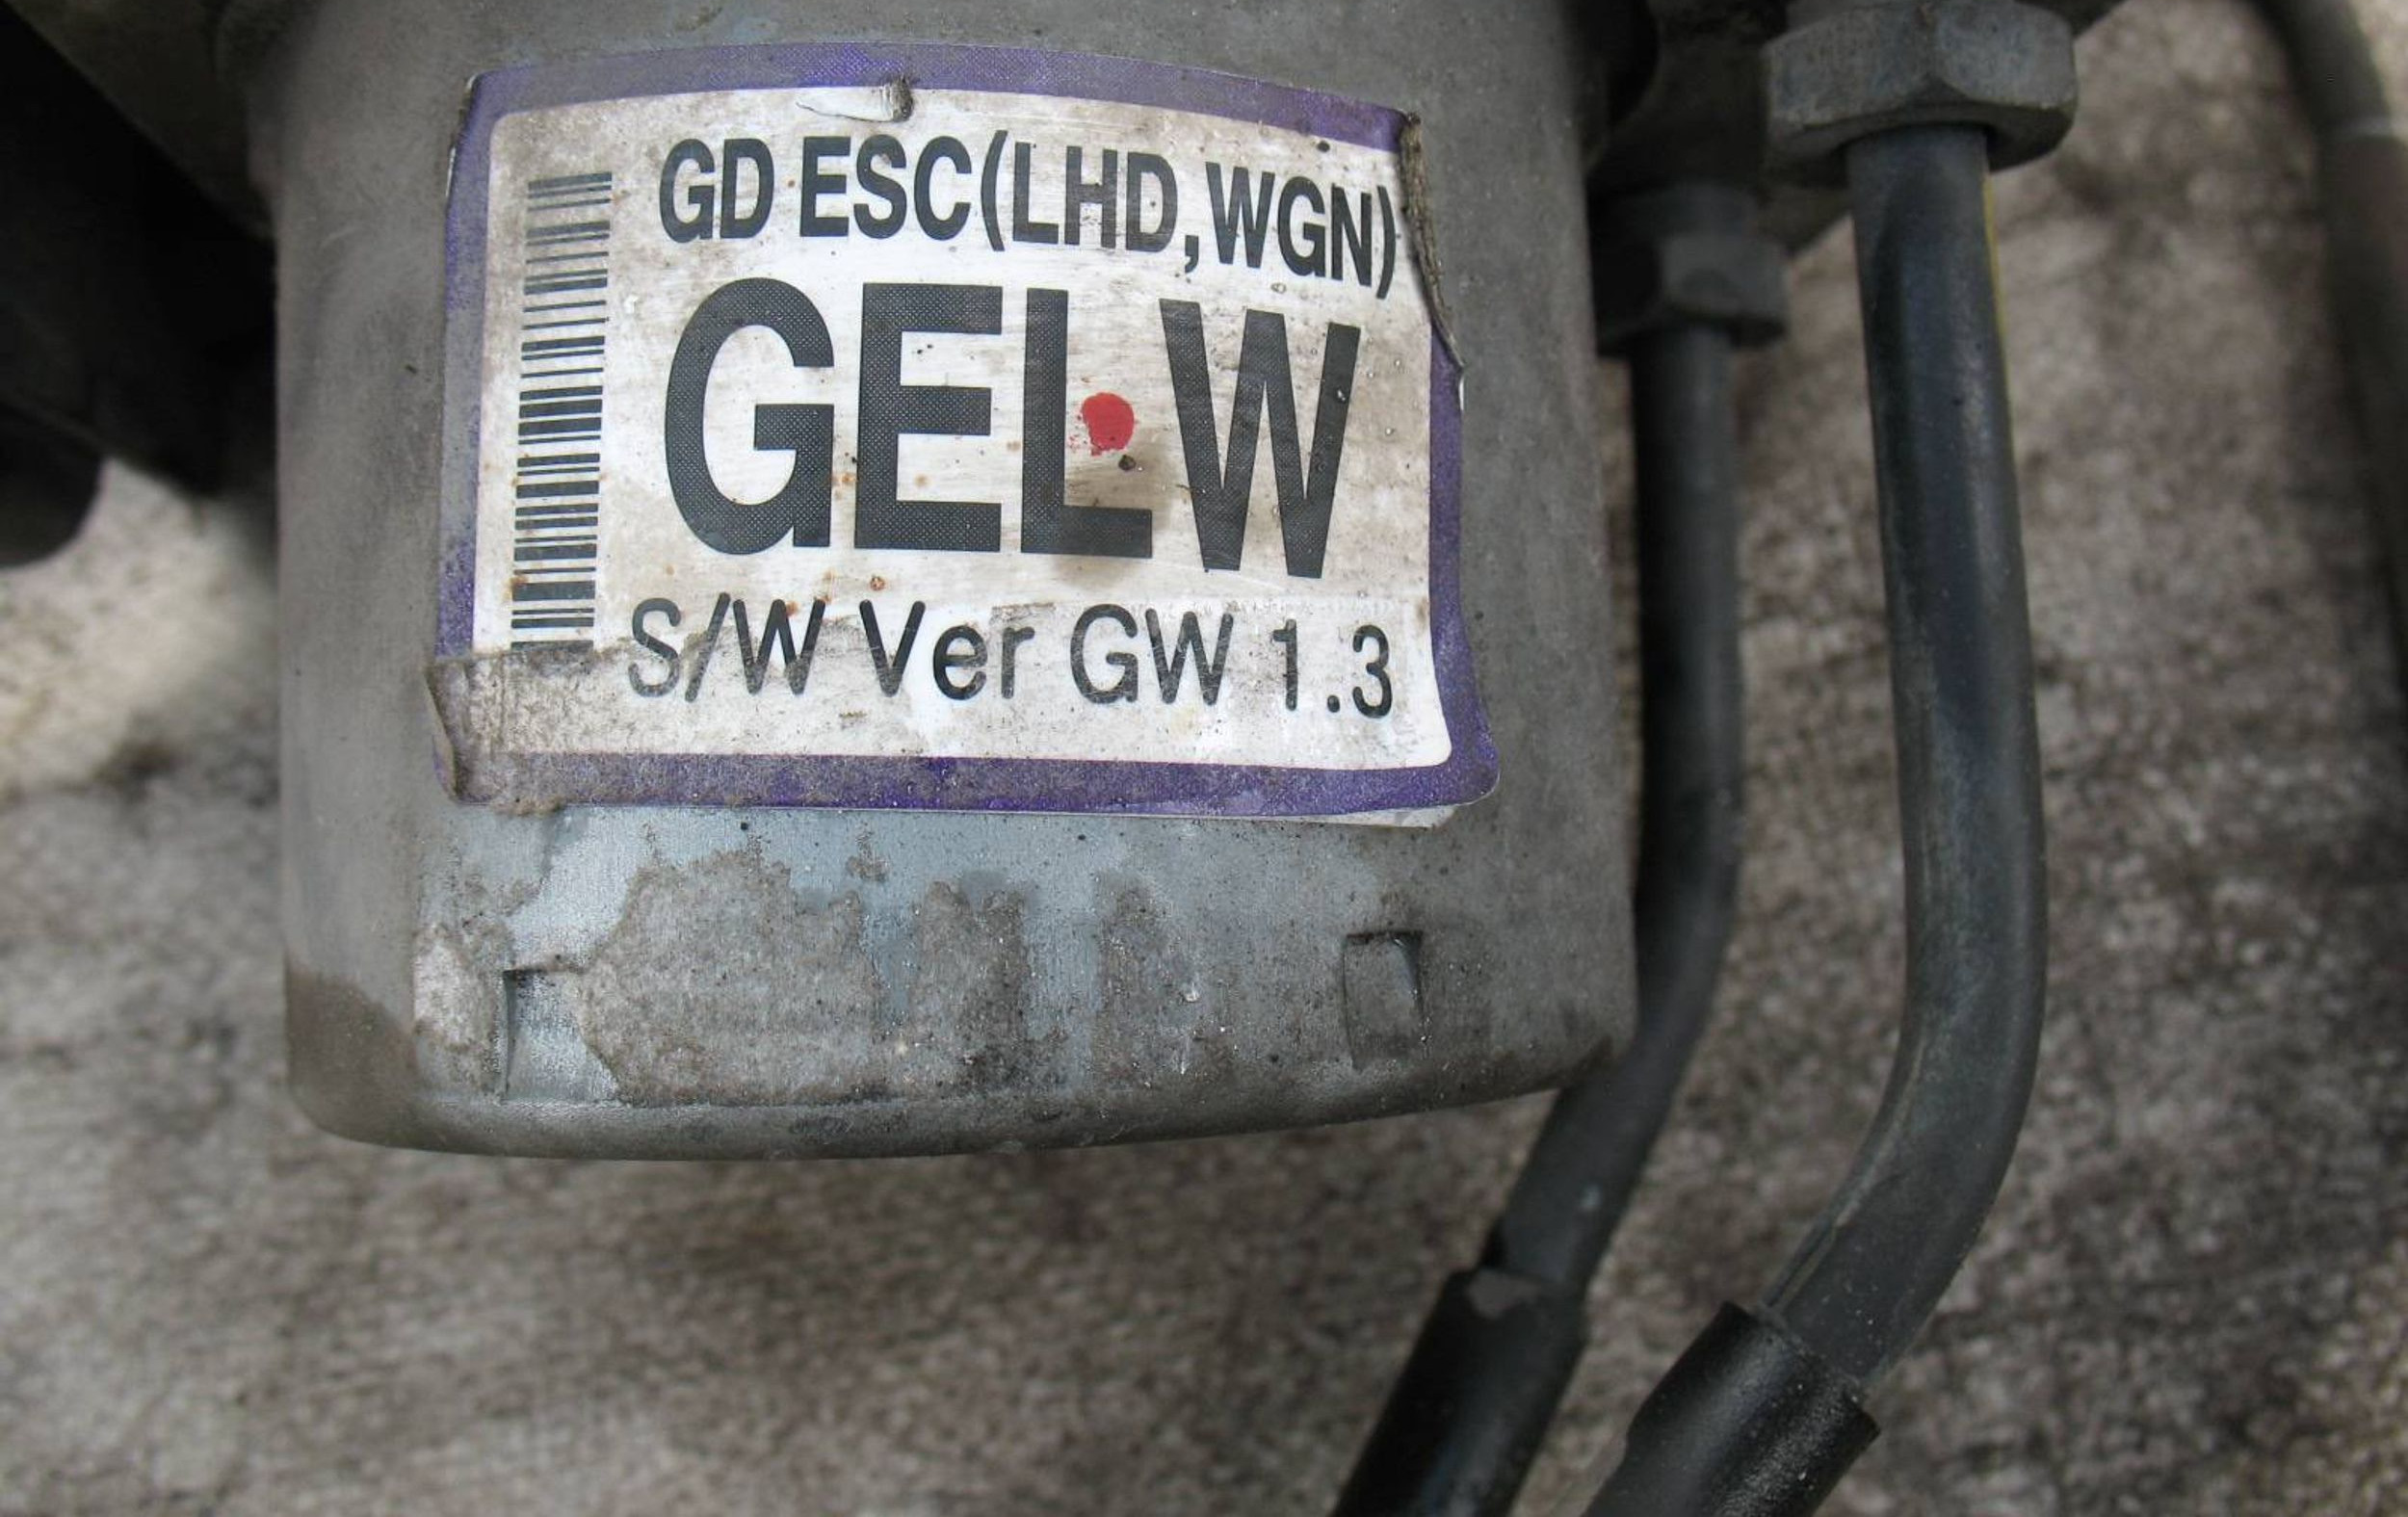 GD ESC(LHD,WGN)
GELW
S/W Ver GW 1.3